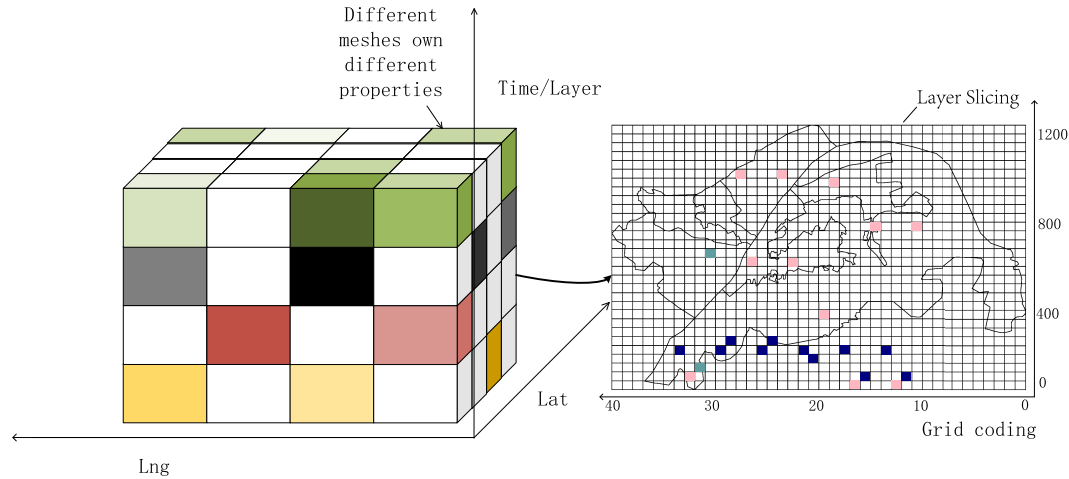 Different
meshes own
different
properties
Time/Layer
Layer Slicing
1200
800
400
0
40
30
20
10
0
Lat
Grid coding
Lng